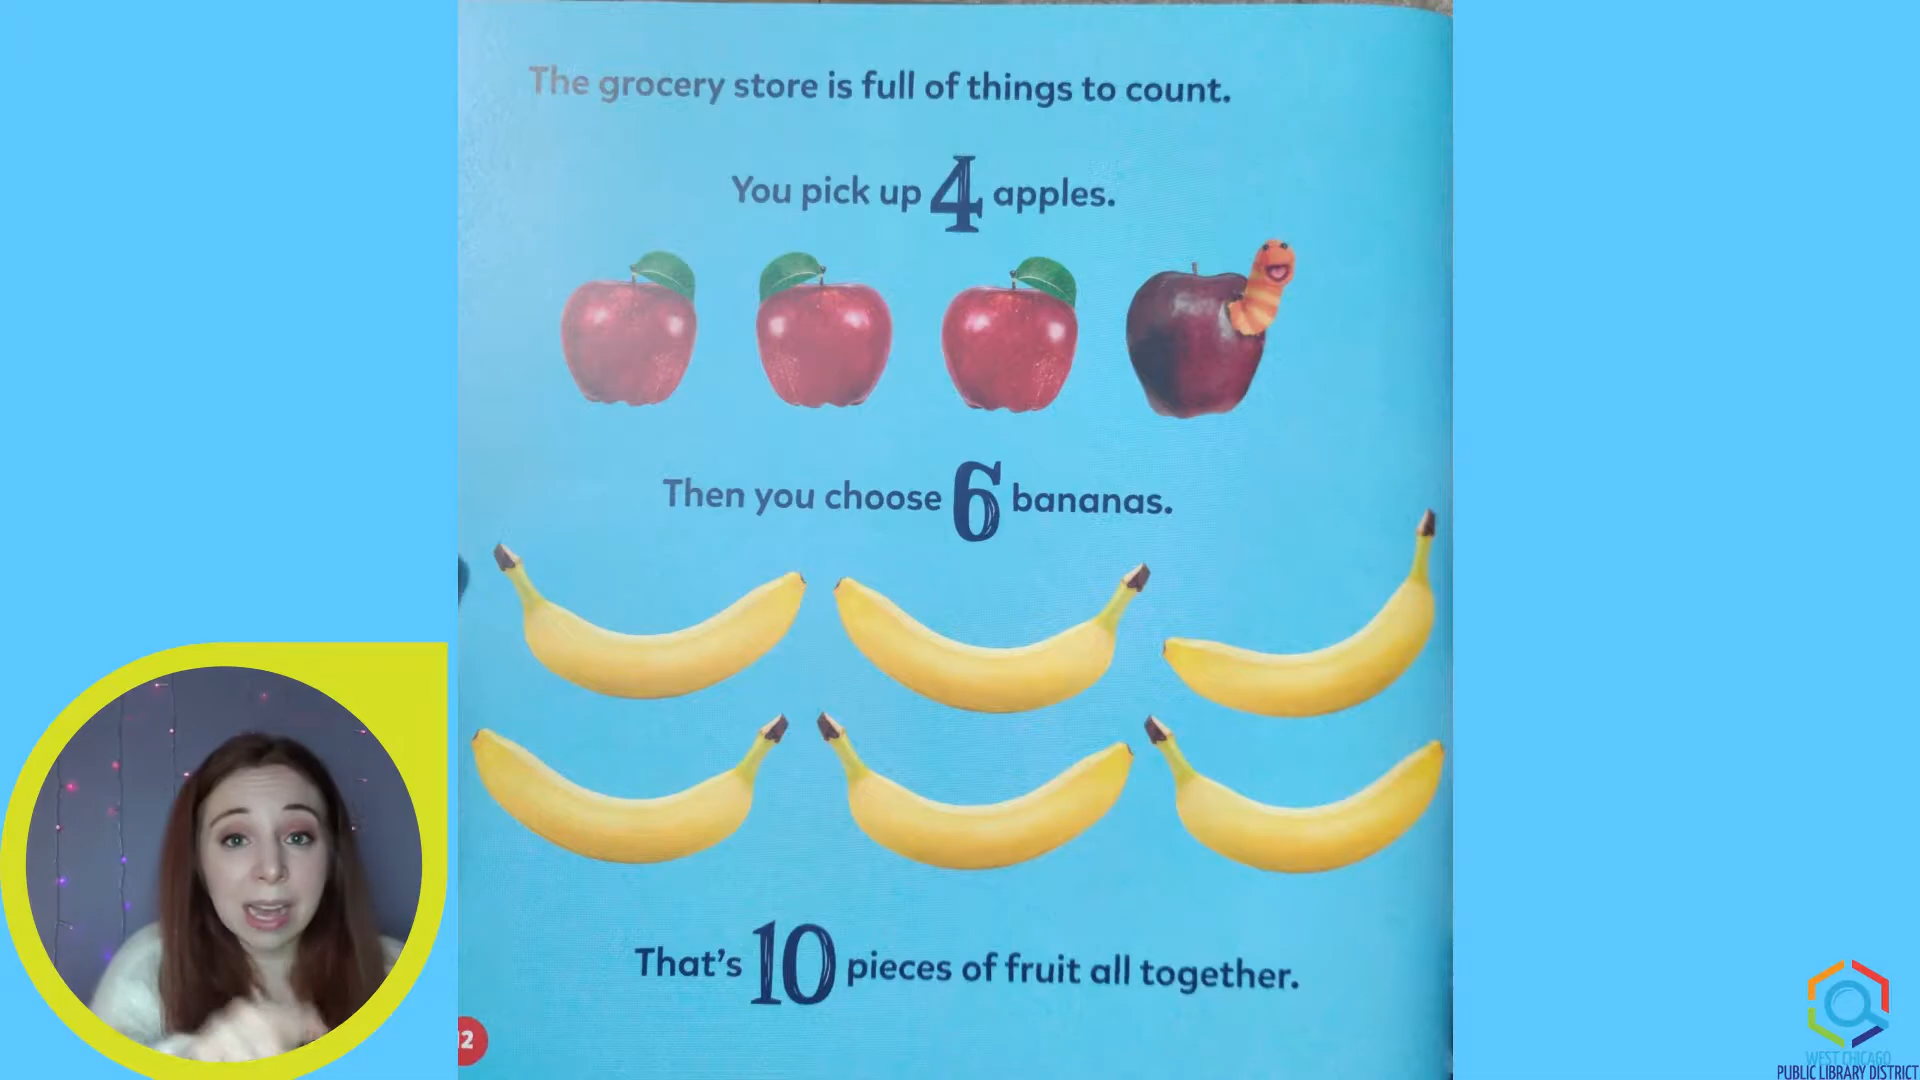 The grocery store is full of things to count.
You pick up 4 apples.
Then you choose 6 bananas.
That's 10 pieces of fruit all together.
2
WEST CHICAGO
PUBLIC LIBRARY DISTRICT